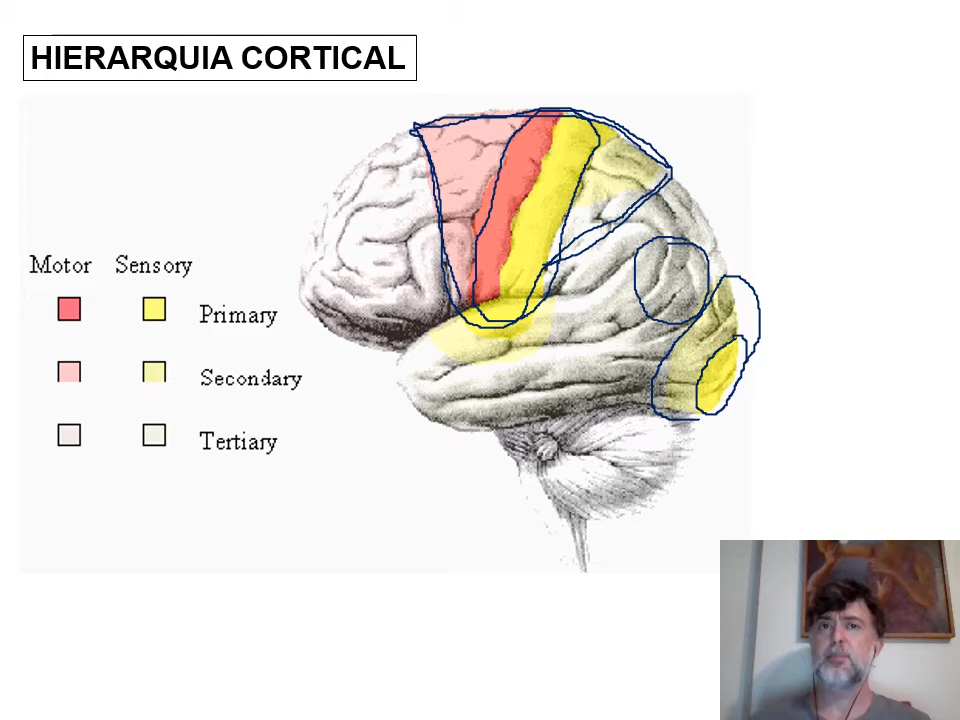 HIERARQUIA CORTICAL
Motor Sensory
Primary
Secondary
Tertiary